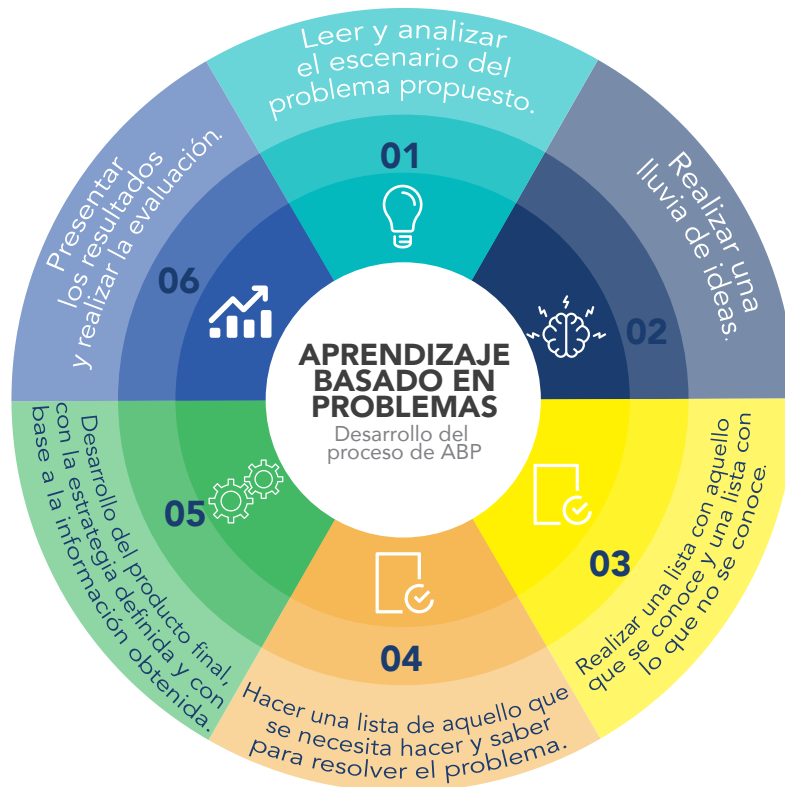 APRENDIZAJE
BASADO EN
PROBLEMAS
Desarrollo del
proceso de ABP
01
Leer y analizar
el escenario del
problema propuesto.
02
Realizar una
lluvia de ideas.
03
Realizar una lista con aquello
que se conoce y una lista con
lo que no se conoce.
04
Hacer una lista de aquello que
se necesita hacer y saber
para resolver el problema.
05
Desarrollo del producto final,
con la estrategia definida y con
base a la información obtenida.
06
Presentar
los resultados
y realizar la evaluación.